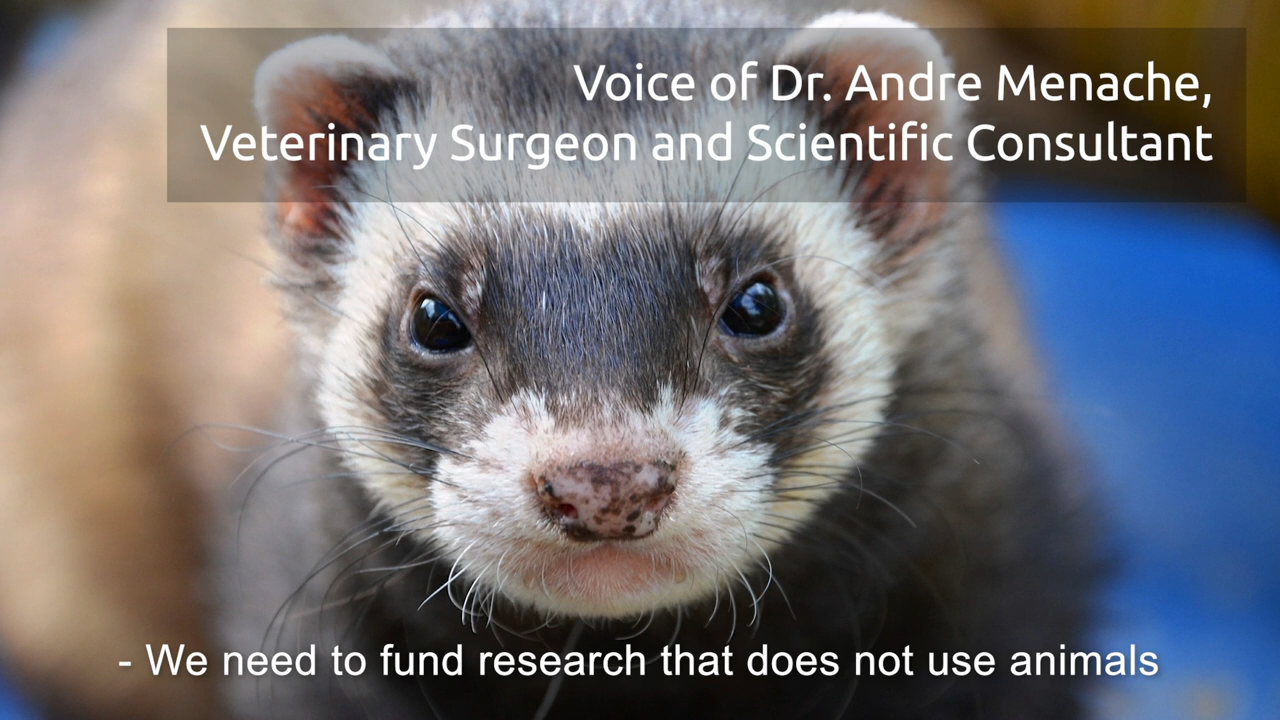 Voice of Dr. Andre Menache,
Veterinary Surgeon and Scientific Consultant
- We need to fund research that does not use animals